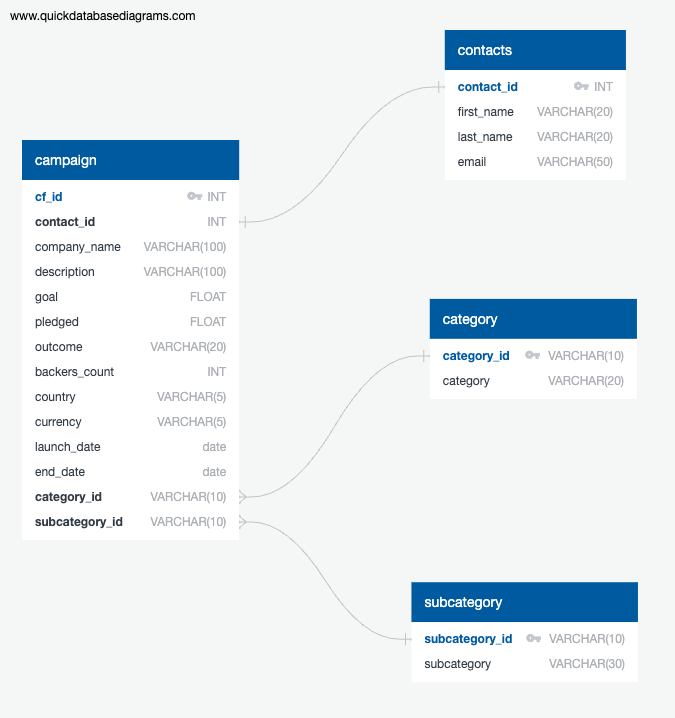 www.quickdatabasediagrams.com
contacts
contact_id INT
first_name VARCHAR(20)
last_name VARCHAR(20)
email VARCHAR(50)
campaign
cf_id INT
contact_id INT
company_name VARCHAR(100)
description VARCHAR(100)
goal FLOAT
pledged FLOAT
outcome VARCHAR(20)
backers_count INT
country VARCHAR(5)
currency VARCHAR(5)
launch_date date
end_date date
category_id VARCHAR(10)
subcategory_id VARCHAR(10)
category
category_id VARCHAR(10)
category VARCHAR(20)
subcategory
subcategory_id VARCHAR(10)
subcategory VARCHAR(30)